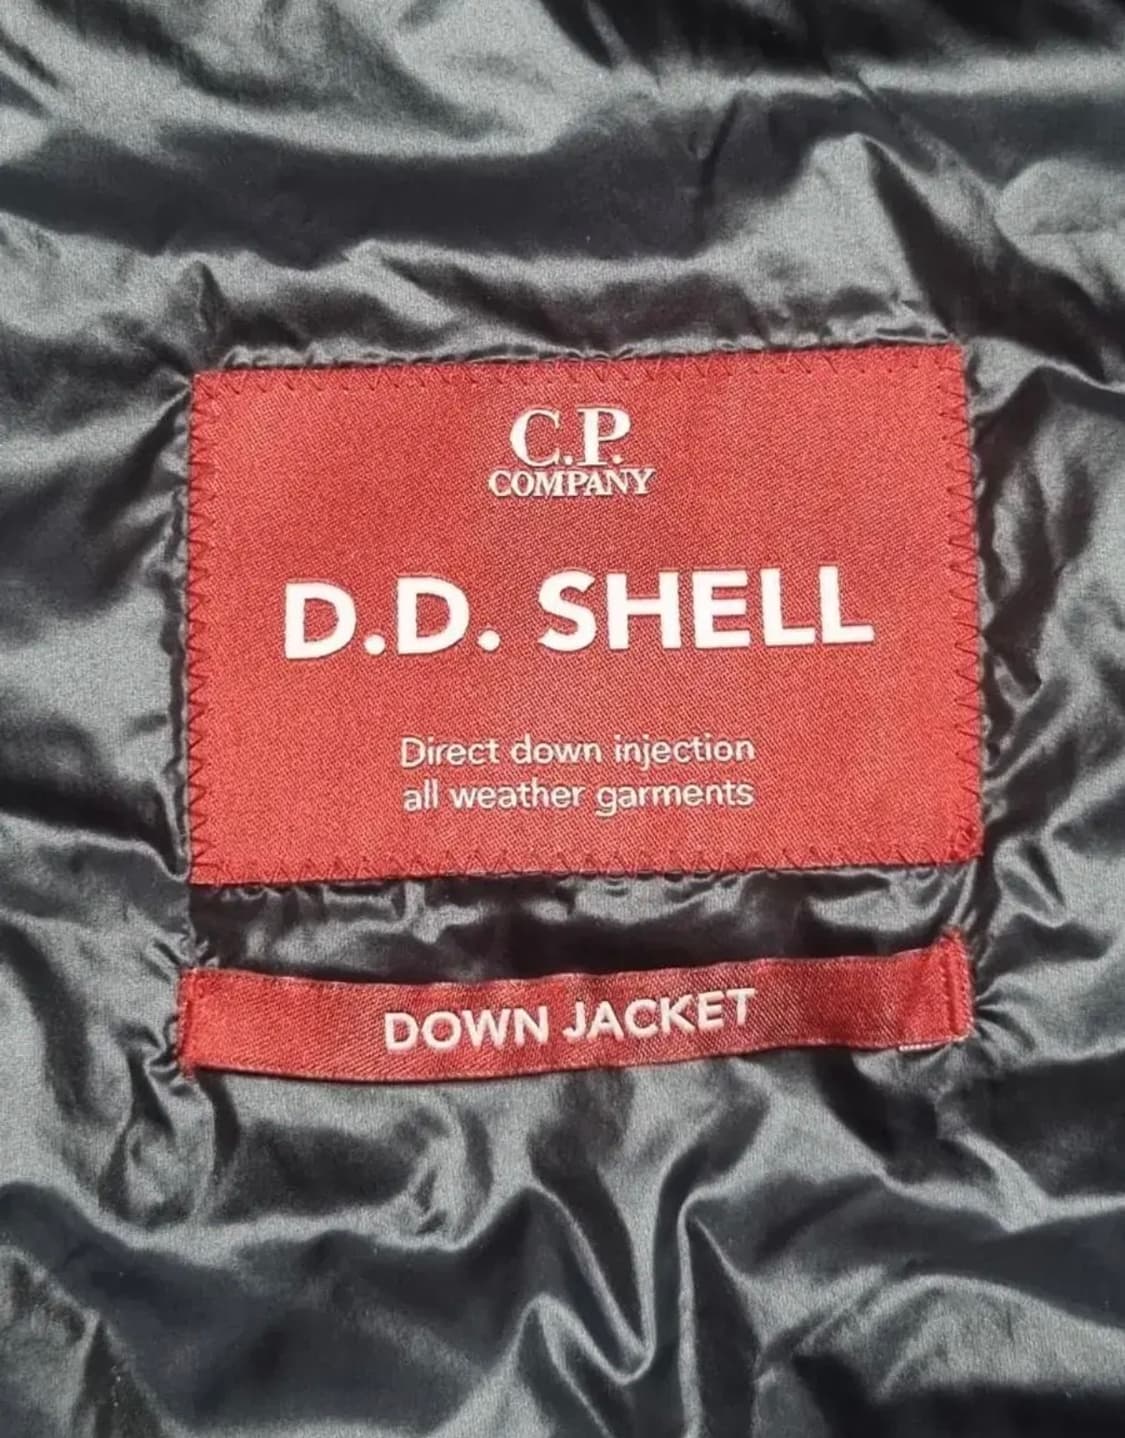 C.P.
COMPANY
D.D. SHELL
Direct down injection
all weather garments
DOWN JACKET